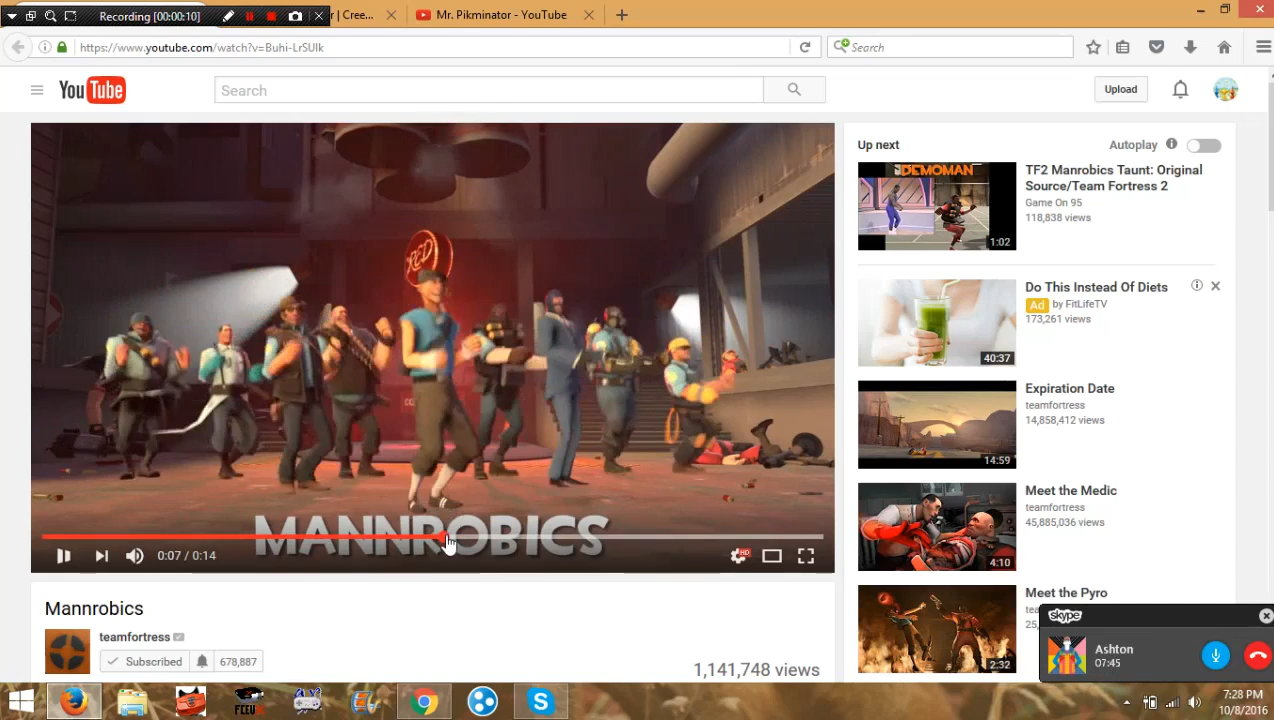 Recording [00:00:10]
r | Cree...
Mr. Pikminator - YouTube
https://www.youtube.com/watch?v=Buhi-LrSUlk
Search
YouTube
Search
Upload
RED
MANNROBICS
0:07 / 0:14
HD
Mannrobics
teamfortress
Subscribed
678,887
1,141,748 views
Up next
Autoplay
DEMOMAN
1:02
TF2 Manrobics Taunt: Original
Source/Team Fortress 2
Game On 95
118,838 views
40:37
Do This Instead Of Diets
Ad by FitLifeTV
173,261 views
14:59
Expiration Date
teamfortress
14,858,412 views
4:10
Meet the Medic
teamfortress
45,885,036 views
2:32
Meet the Pyro
tea
25,
skype
Ashton
07:45
7:28 PM
10/8/2016